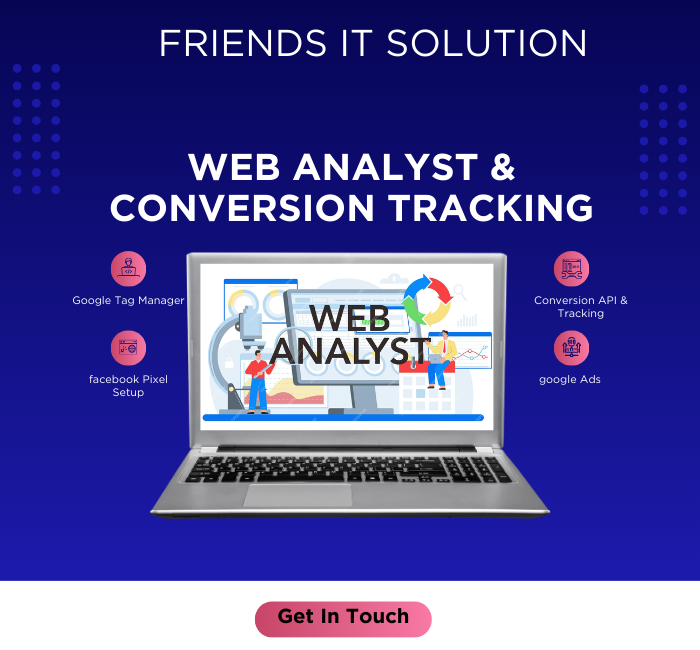 FRIENDS IT SOLUTION
WEB ANALYST &
CONVERSION TRACKING
Google Tag Manager
Conversion API &
Tracking
facebook Pixel
Setup
google Ads
WEB
ANALYST
Get In Touch